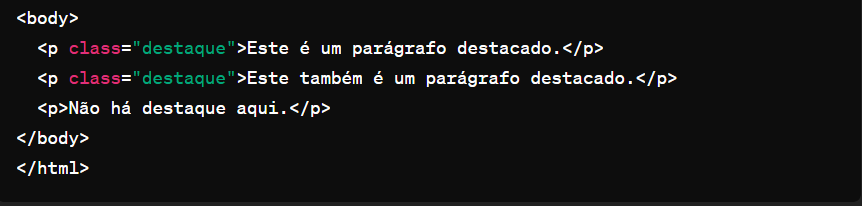 <body>
<p class="destaque">Este é um parágrafo destacado.</p>
<p class="destaque">Este também é um parágrafo destacado.</p>
<p>Não há destaque aqui.</p>
</body>
</html>